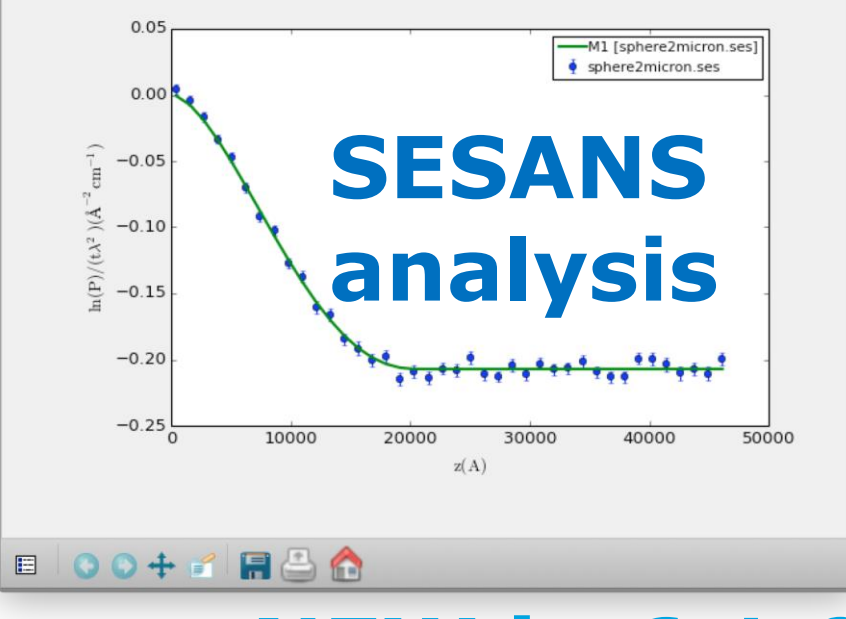 0.05
M1 [sphere2micron.ses]
sphere2micron.ses
0.00
−0.05
−0.10
−0.15
−0.20
−0.25
ln(P)/(tλ² )(Å⁻² cm⁻¹)
SESANS
analysis
0 10000 20000 30000 40000 50000
z(A)